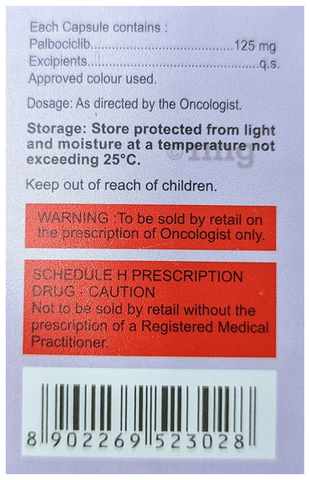 Each Capsule contains :
Palbociclib.................................125 mg
Excipients.......................................q.s.
Approved colour used.
Dosage: As directed by the Oncologist.
Storage: Store protected from light
and moisture at a temperature not
exceeding 25°C.
Keep out of reach of children.
WARNING :To be sold by retail on
the prescription of Oncologist only.
SCHEDULE H PRESCRIPTION
DRUG - CAUTION
Not to be sold by retail without the
prescription of a Registered Medical
Practitioner.
8 902269 523028